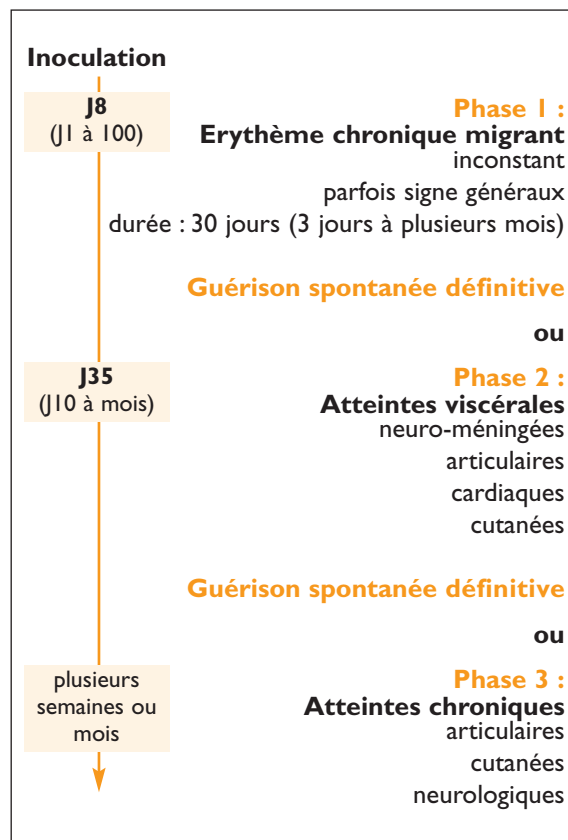 Inoculation
J8
(J1 à 100)
Phase 1 :
Erythème chronique migrant
inconstant
parfois signe généraux
durée : 30 jours (3 jours à plusieurs mois)
Guérison spontanée définitive
ou
J35
(J10 à mois)
Phase 2 :
Atteintes viscérales
neuro-méningées
articulaires
cardiaques
cutanées
Guérison spontanée définitive
ou
plusieurs
semaines ou
mois
Phase 3 :
Atteintes chroniques
articulaires
cutanées
neurologiques